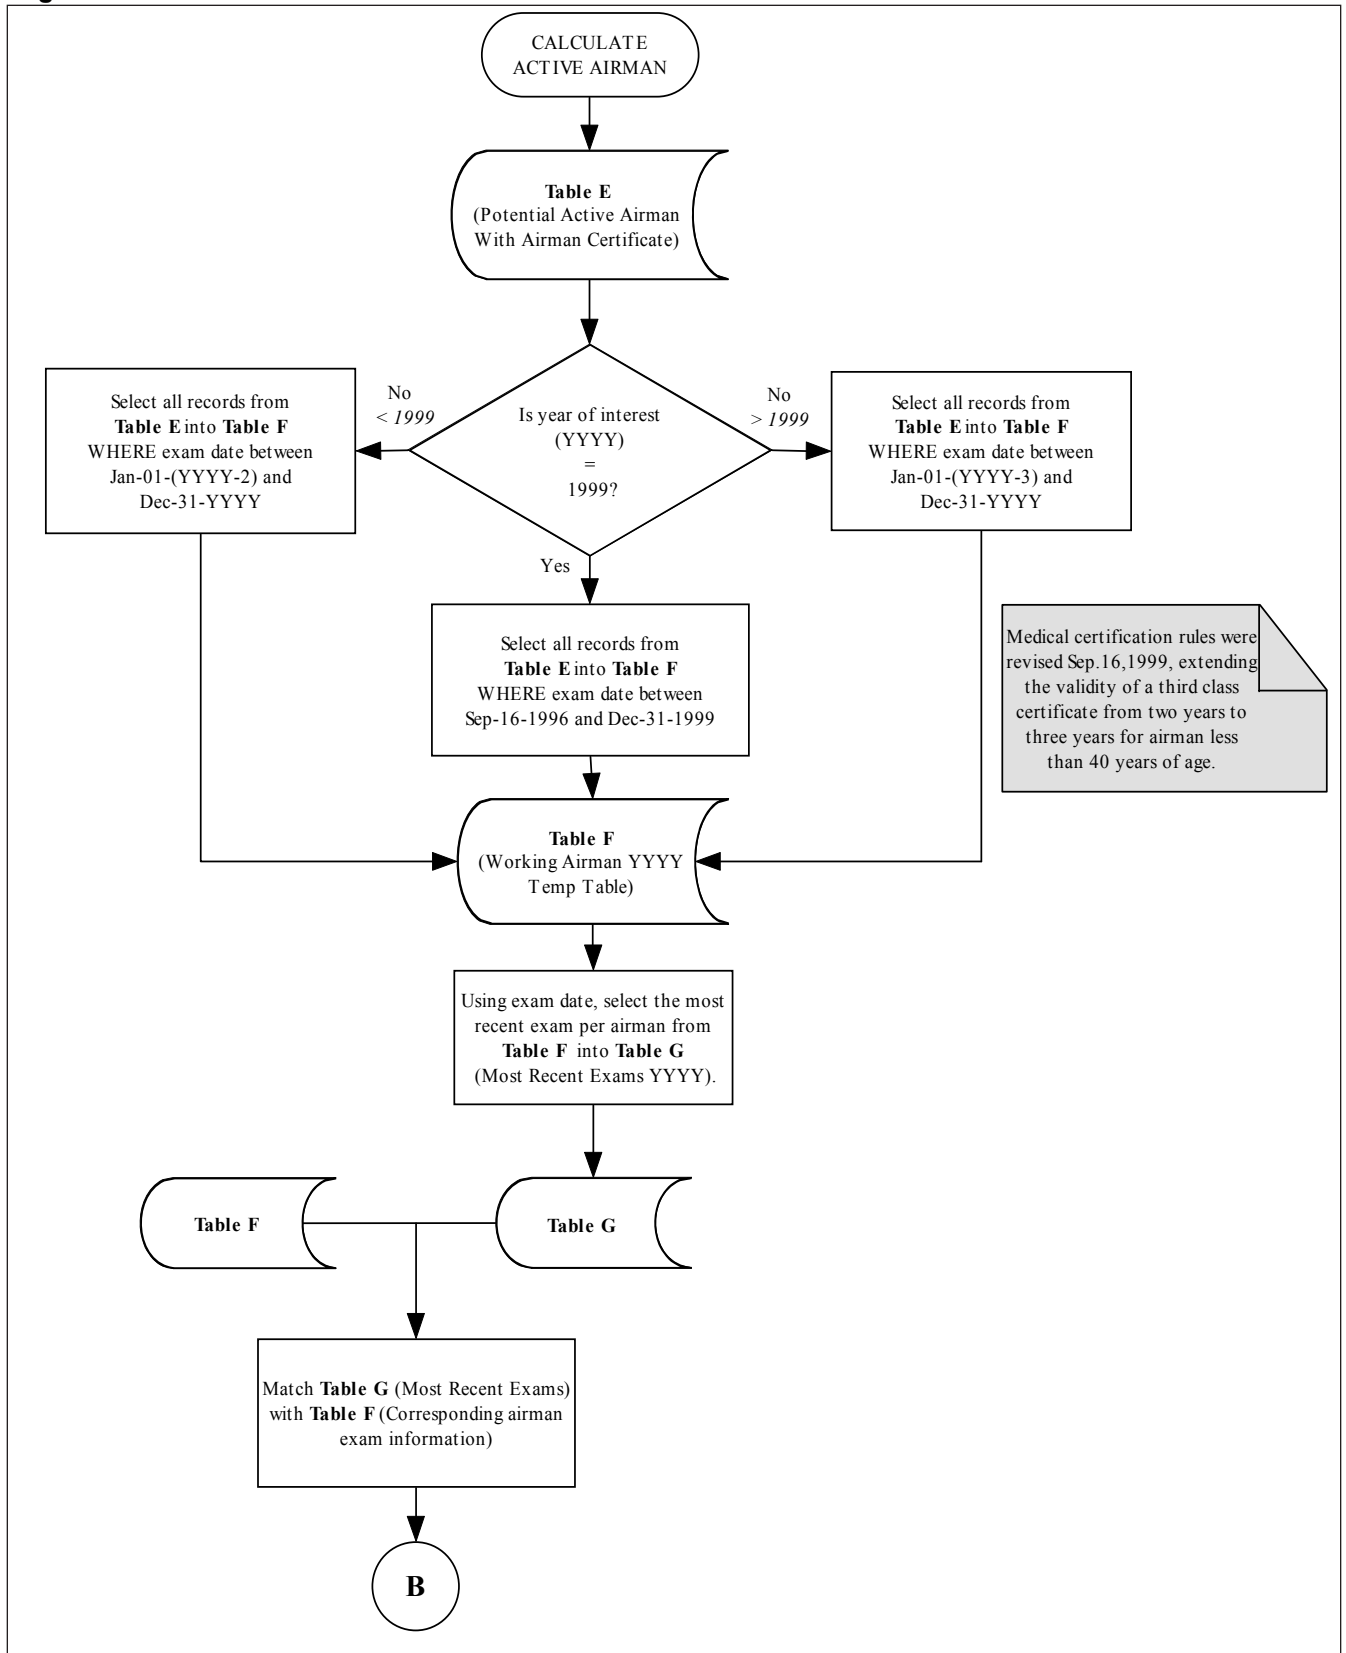 CALCULATE
ACTIVE AIRMAN
Table E
(Potential Active Airman
With Airman Certificate)
Is year of interest
(YYYY)
=
1999?
No
< 1999
Select all records from
Table E into Table F
WHERE exam date between
Jan-01-(YYYY-2) and
Dec-31-YYYY
No
> 1999
Select all records from
Table E into Table F
WHERE exam date between
Jan-01-(YYYY-3) and
Dec-31-YYYY
Yes
Select all records from
Table E into Table F
WHERE exam date between
Sep-16-1996 and Dec-31-1999
Medical certification rules were
revised Sep.16,1999, extending
the validity of a third class
certificate from two years to
three years for airman less
than 40 years of age.
Table F
(Working Airman YYYY
Temp Table)
Using exam date, select the most
recent exam per airman from
Table F into Table G
(Most Recent Exams YYYY).
Table F
Table G
Match Table G (Most Recent Exams)
with Table F (Corresponding airman
exam information)
B